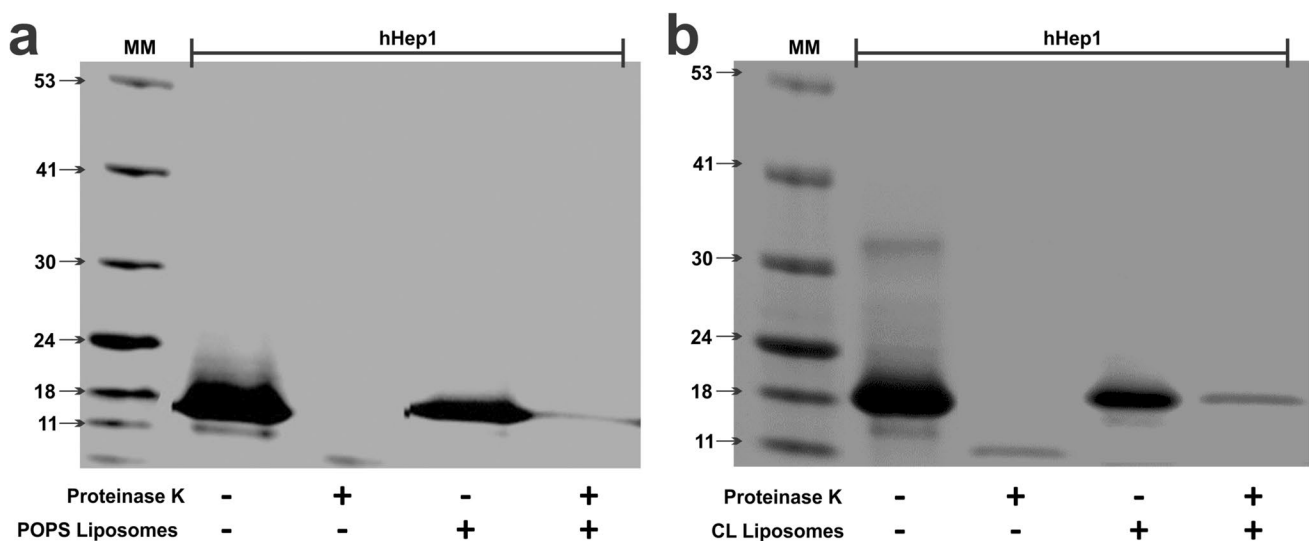 a
MM
hHep1
53
41
30
24
18
11
Proteinase K - + - +
POPS Liposomes - - + +
b
MM
hHep1
53
41
30
24
18
11
Proteinase K - + - +
CL Liposomes - - + +